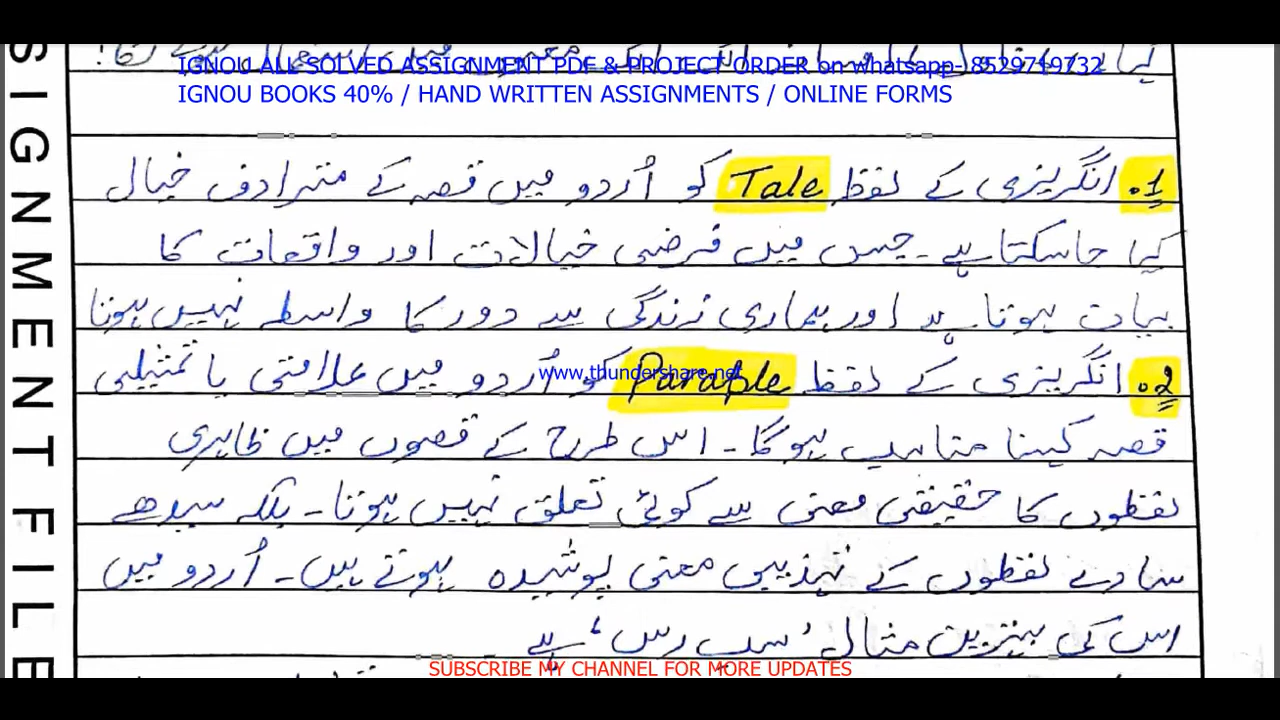 IGNOU ALL SOLVED ASSIGNMENT PDF & PROJECT ORDER on whatsapp- 8529719732
IGNOU BOOKS 40% / HAND WRITTEN ASSIGNMENTS / ONLINE FORMS
1. انگریزی کے لفظ Tale کو اُردو میں قصہ کے مترادف خیال
کیا جاسکتا ہے۔ جس میں فرضی خیالات اور واقعات کا
بیان ہوتا ہے اور ہماری زندگی سے دور کا واسطہ نہیں ہوتا
2. انگریزی کے لفظ Paraple کو اُردو میں علامتی یا تمثیلی
www.thundershare.net
قصہ کہنا مناسب ہوگا۔ اس طرح کے قصوں میں ظاہری
لفظوں کا حقیقی معنی سے کوئی تعلق نہیں ہوتا۔ بلکہ سیدھے
سادے لفظوں کے تہذیبی معنی پوشیدہ ہوتے ہیں۔ اُردو میں
اس کی بہترین مثال ’سب رس‘ ہے
SUBSCRIBE MY CHANNEL FOR MORE UPDATES
SIGNMENT FILE